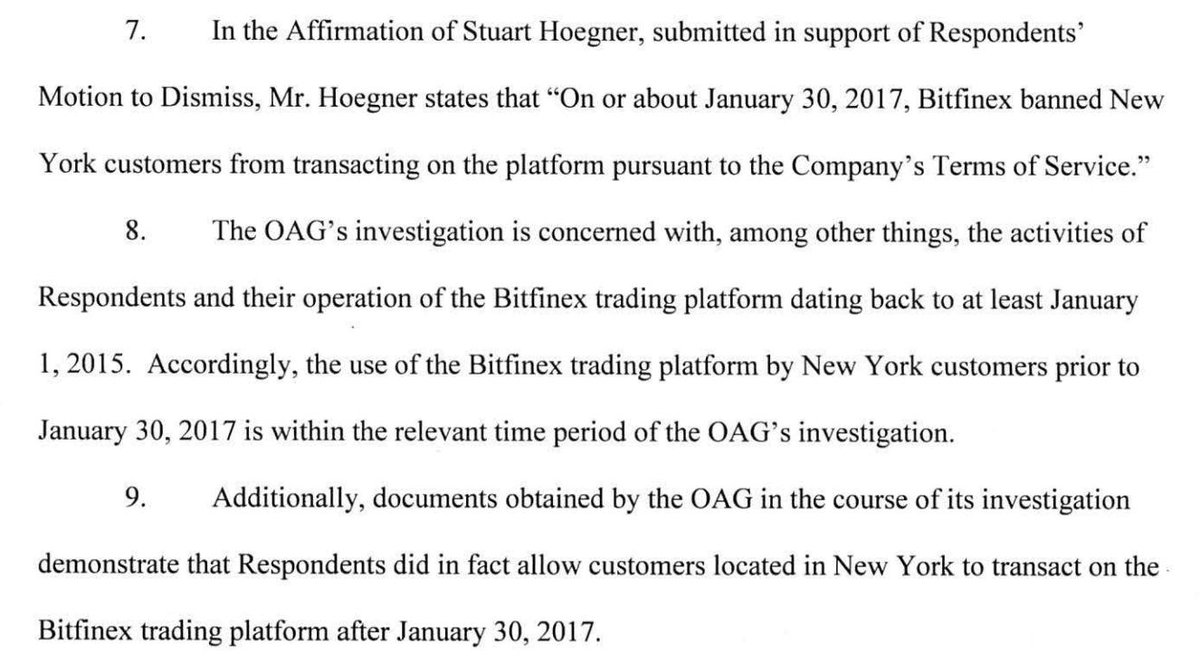 7. In the Affirmation of Stuart Hoegner, submitted in support of Respondents’
Motion to Dismiss, Mr. Hoegner states that “On or about January 30, 2017, Bitfinex banned New
York customers from transacting on the platform pursuant to the Company’s Terms of Service.”
8. The OAG’s investigation is concerned with, among other things, the activities of
Respondents and their operation of the Bitfinex trading platform dating back to at least January
1, 2015. Accordingly, the use of the Bitfinex trading platform by New York customers prior to
January 30, 2017 is within the relevant time period of the OAG’s investigation.
9. Additionally, documents obtained by the OAG in the course of its investigation
demonstrate that Respondents did in fact allow customers located in New York to transact on the
Bitfinex trading platform after January 30, 2017.